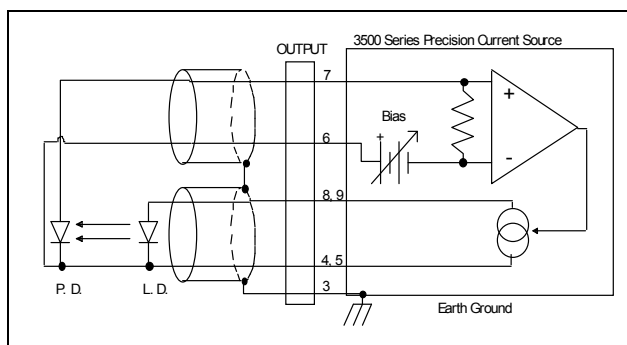 OUTPUT
3500 Series Precision Current Source
7
+
Bias
6
+
-
8, 9
4, 5
P. D.
L. D.
3
Earth Ground